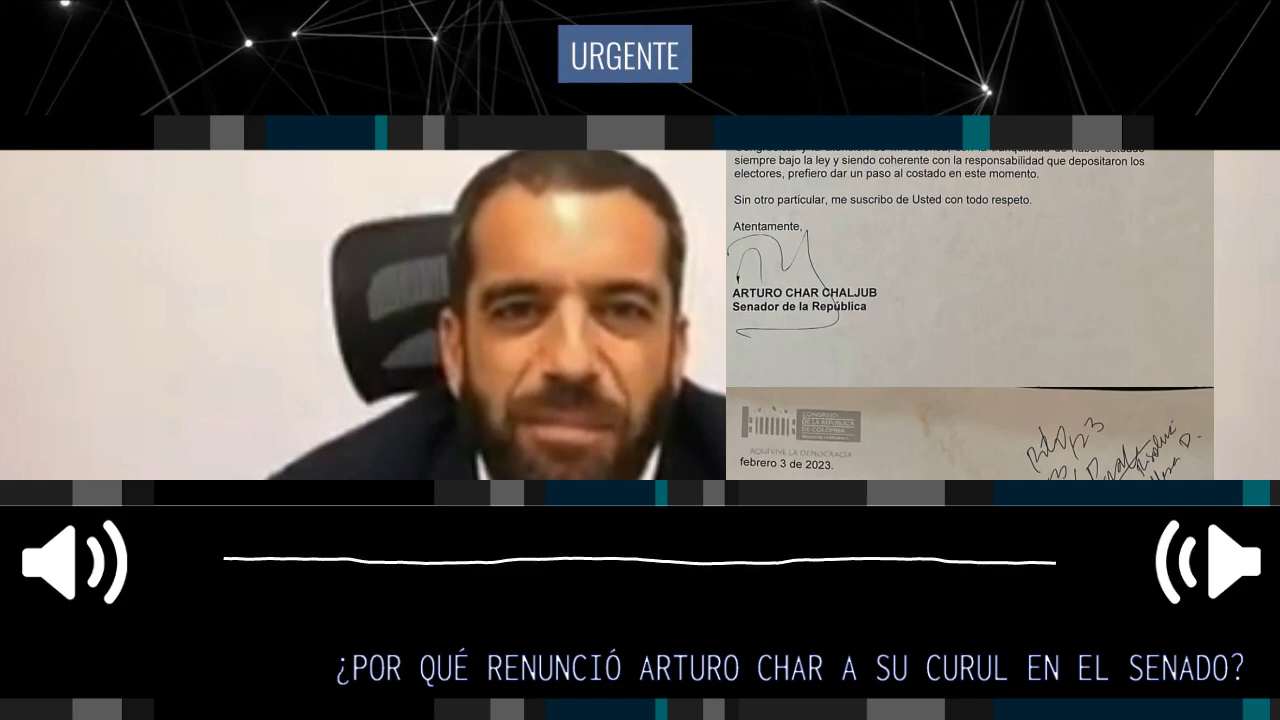 URGENTE
siempre bajo la ley y siendo coherente con la responsabilidad que depositaron los
electores, prefiero dar un paso al costado en este momento.
Sin otro particular, me suscribo de Usted con todo respeto.
Atentamente,
ARTURO CHAR CHALJUB
Senador de la República
CONGRESO
DE LA REPÚBLICA
DE COLOMBIA
AQUÍ VIVE LA DEMOCRACIA
febrero 3 de 2023.
¿POR QUÉ RENUNCIÓ ARTURO CHAR A SU CURUL EN EL SENADO?